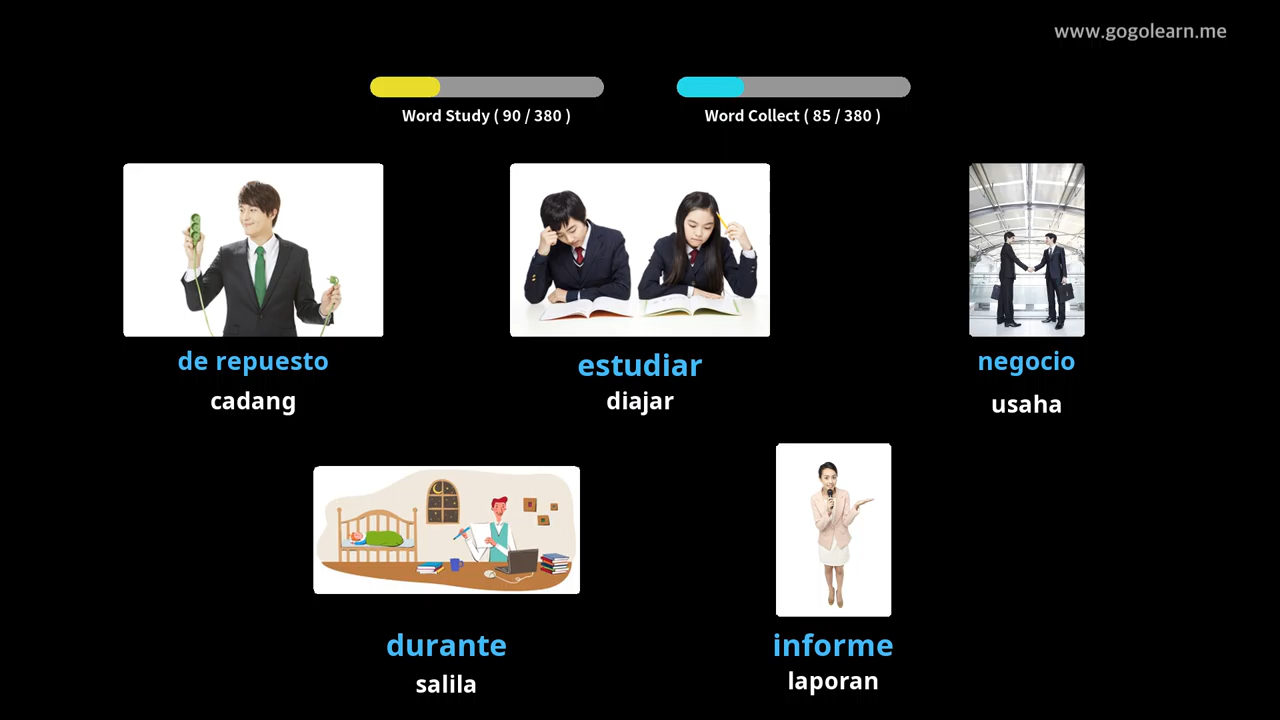 www.gogolearn.me
Word Study ( 90 / 380 )
Word Collect ( 85 / 380 )
de repuesto
cadang
estudiar
diajar
negocio
usaha
durante
salila
informe
laporan